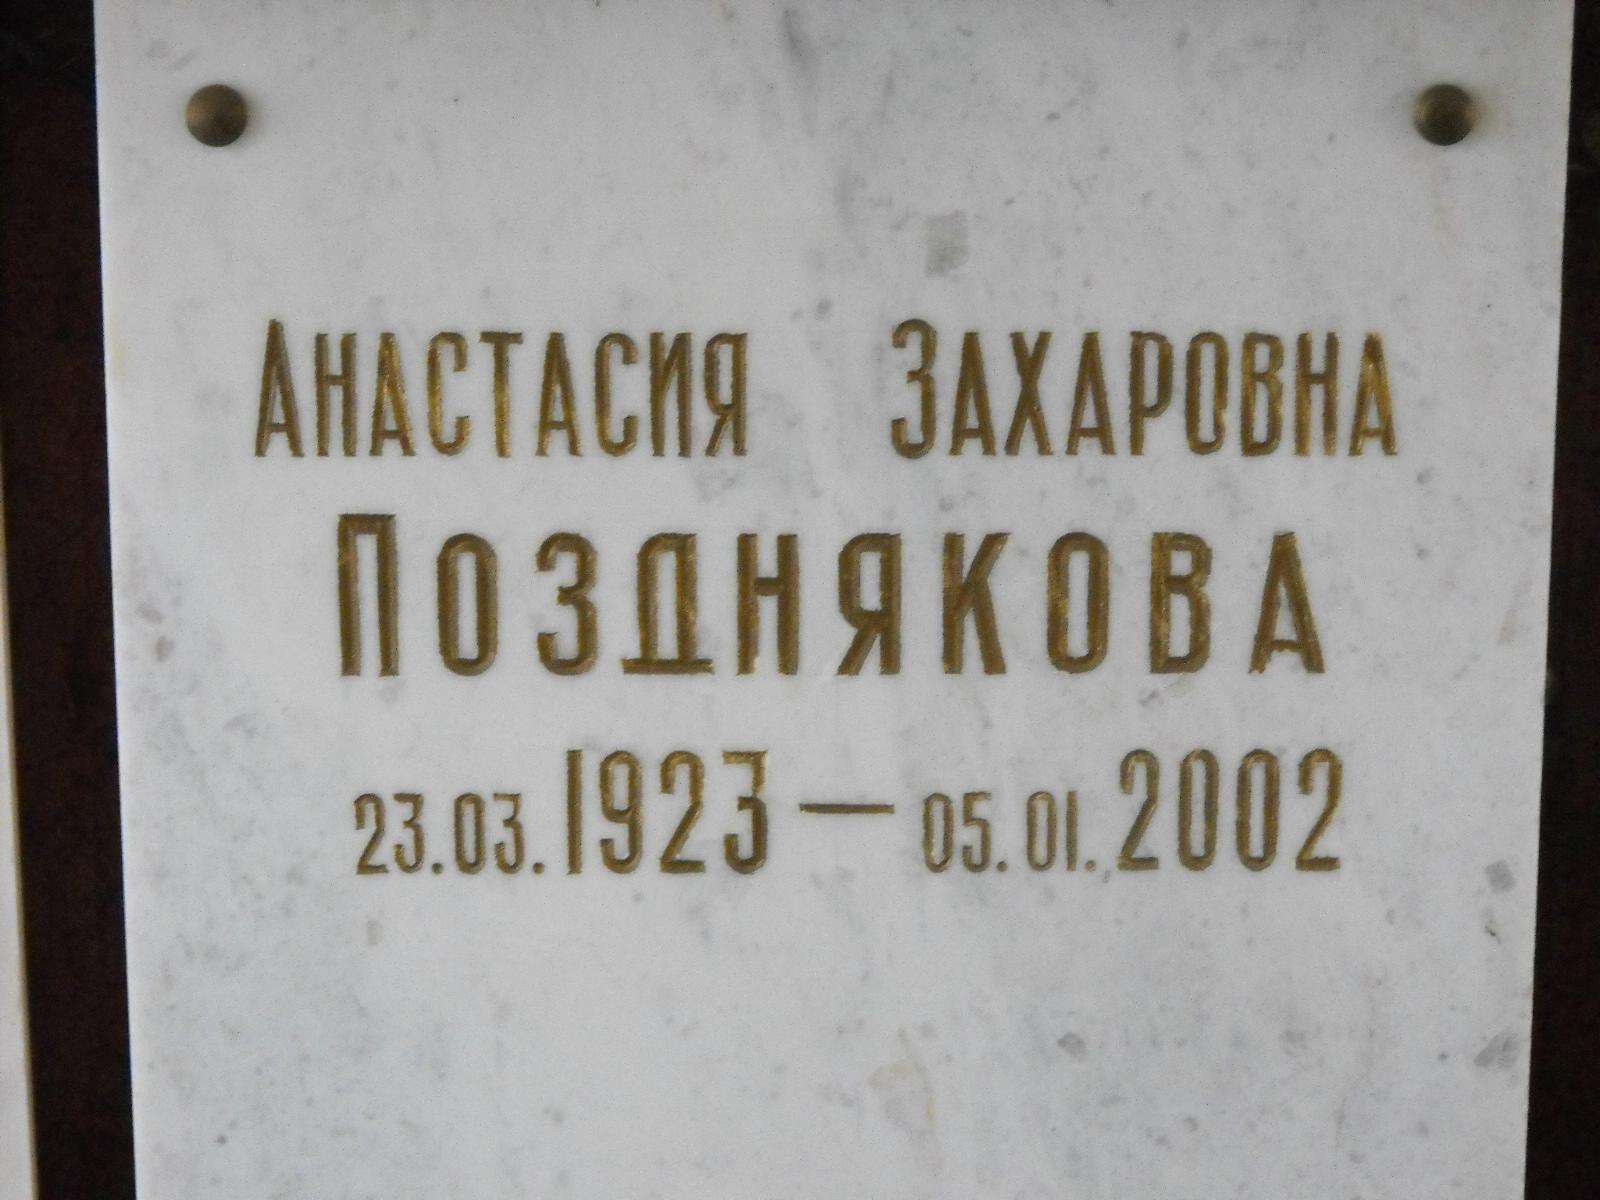 Анастасия Захаровна
Позднякова
23.03.1923 — 05.01.2002